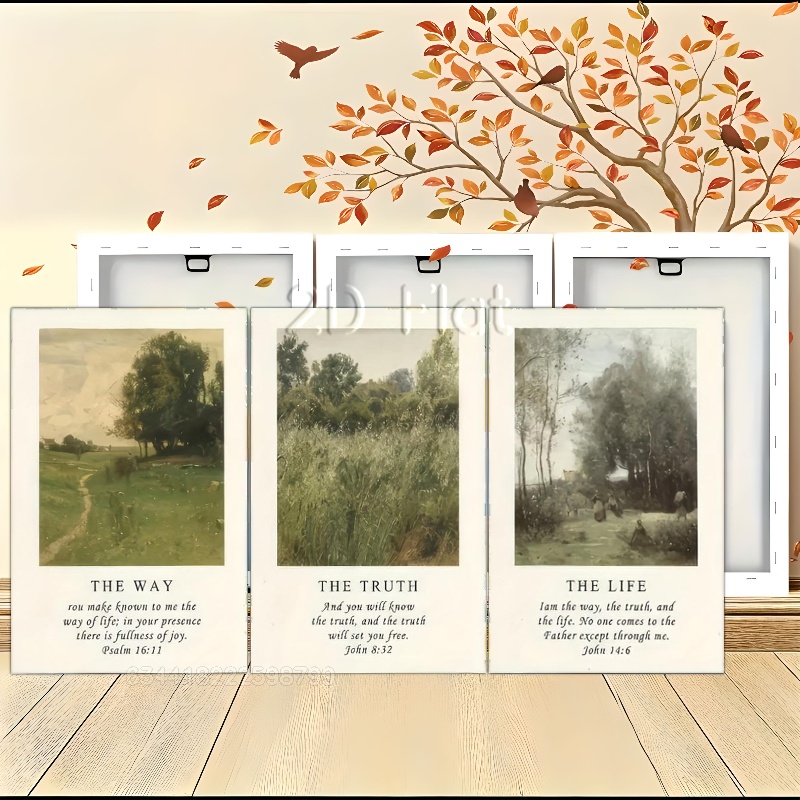 2D Flat
THE WAY
rou make known to me the
way of life; in your presence
there is fullness of joy.
Psalm 16:11
THE TRUTH
And you will know
the truth, and the truth
will set you free.
John 8:32
THE LIFE
Iam the way, the truth, and
the life. No one comes to the
Father except throngh me.
John 14:6